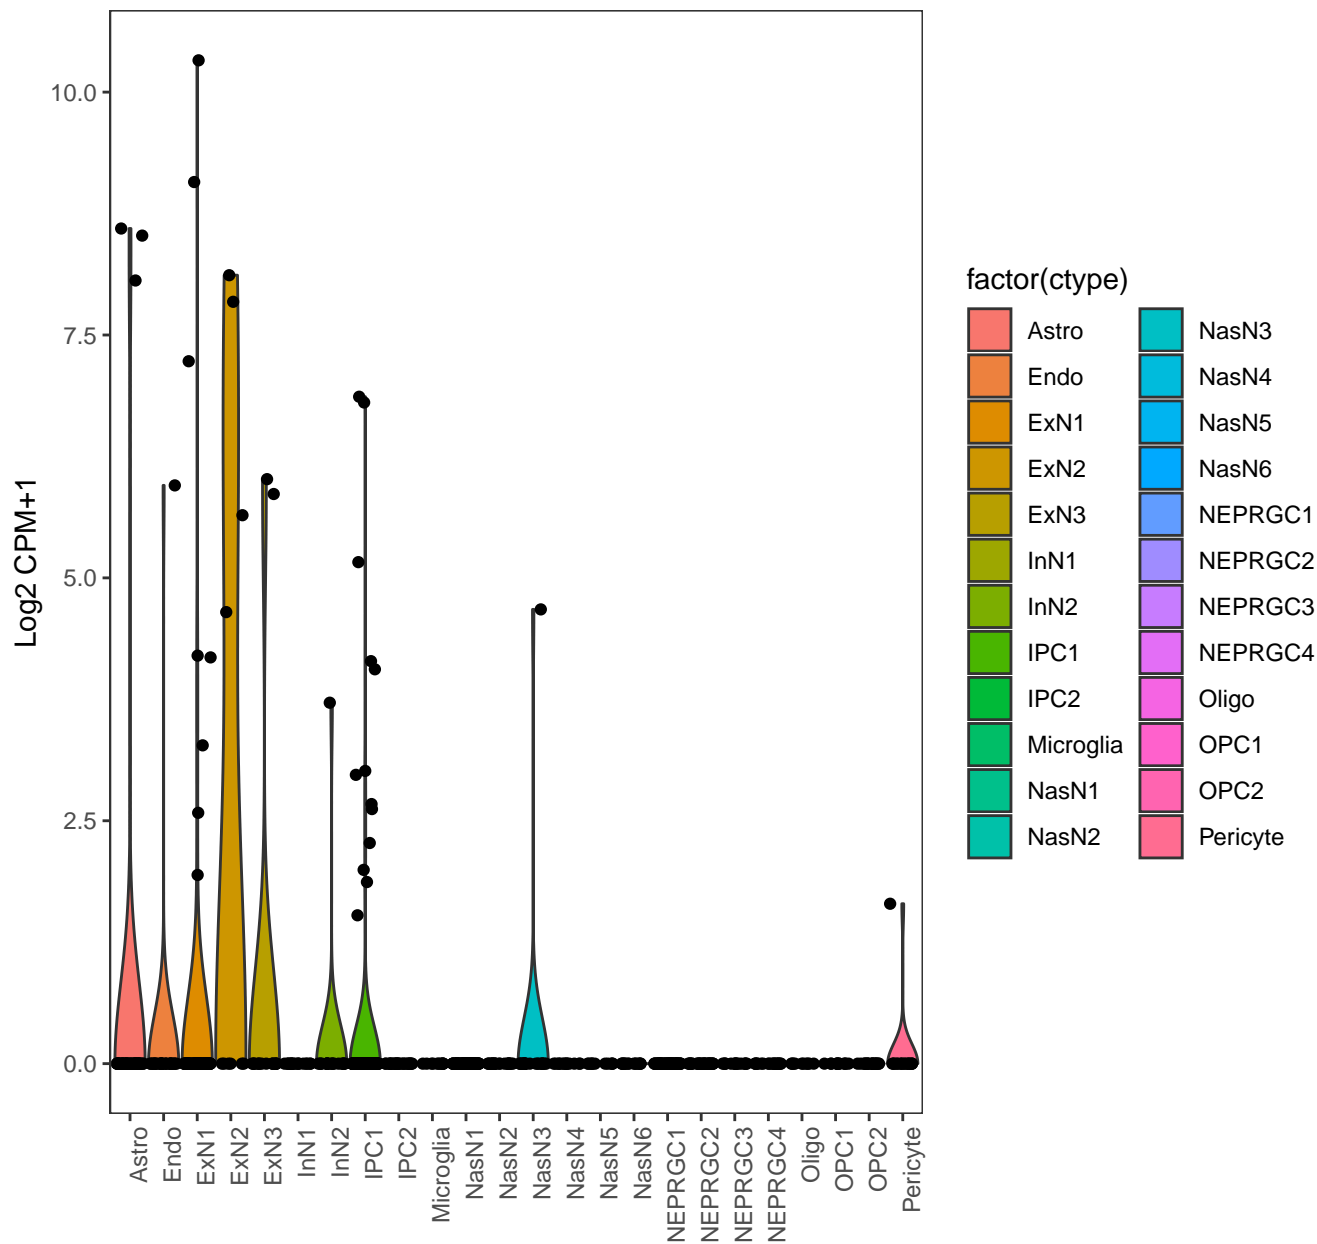 Log2 CPM+1
10.0
7.5
5.0
2.5
0.0
Astro
Endo
ExN1
ExN2
ExN3
InN1
InN2
IPC1
IPC2
Microglia
NasN1
NasN2
NasN3
NasN4
NasN5
NasN6
NEPRGC1
NEPRGC2
NEPRGC3
NEPRGC4
Oligo
OPC1
OPC2
Pericyte
factor(ctype)
Astro
Endo
ExN1
ExN2
ExN3
InN1
InN2
IPC1
IPC2
Microglia
NasN1
NasN2
NasN3
NasN4
NasN5
NasN6
NEPRGC1
NEPRGC2
NEPRGC3
NEPRGC4
Oligo
OPC1
OPC2
Pericyte